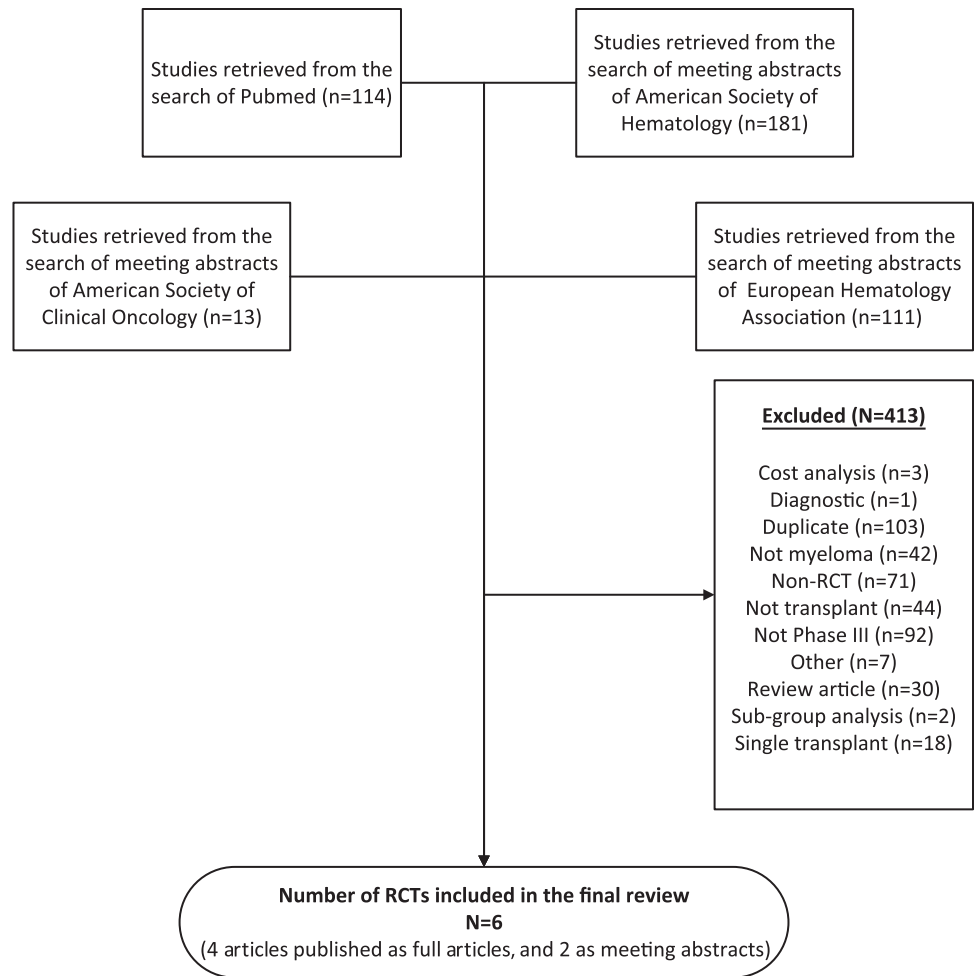 Studies retrieved from the
search of Pubmed (n=114)
Studies retrieved from the
search of meeting abstracts
of American Society of
Hematology (n=181)
Studies retrieved from the
search of meeting abstracts
of American Society of
Clinical Oncology (n=13)
Studies retrieved from the
search of meeting abstracts
of European Hematology
Association (n=111)
Excluded (N=413)
Cost analysis (n=3)
Diagnostic (n=1)
Duplicate (n=103)
Not myeloma (n=42)
Non-RCT (n=71)
Not transplant (n=44)
Not Phase III (n=92)
Other (n=7)
Review article (n=30)
Sub-group analysis (n=2)
Single transplant (n=18)
Number of RCTs included in the final review
N=6
(4 articles published as full articles, and 2 as meeting abstracts)